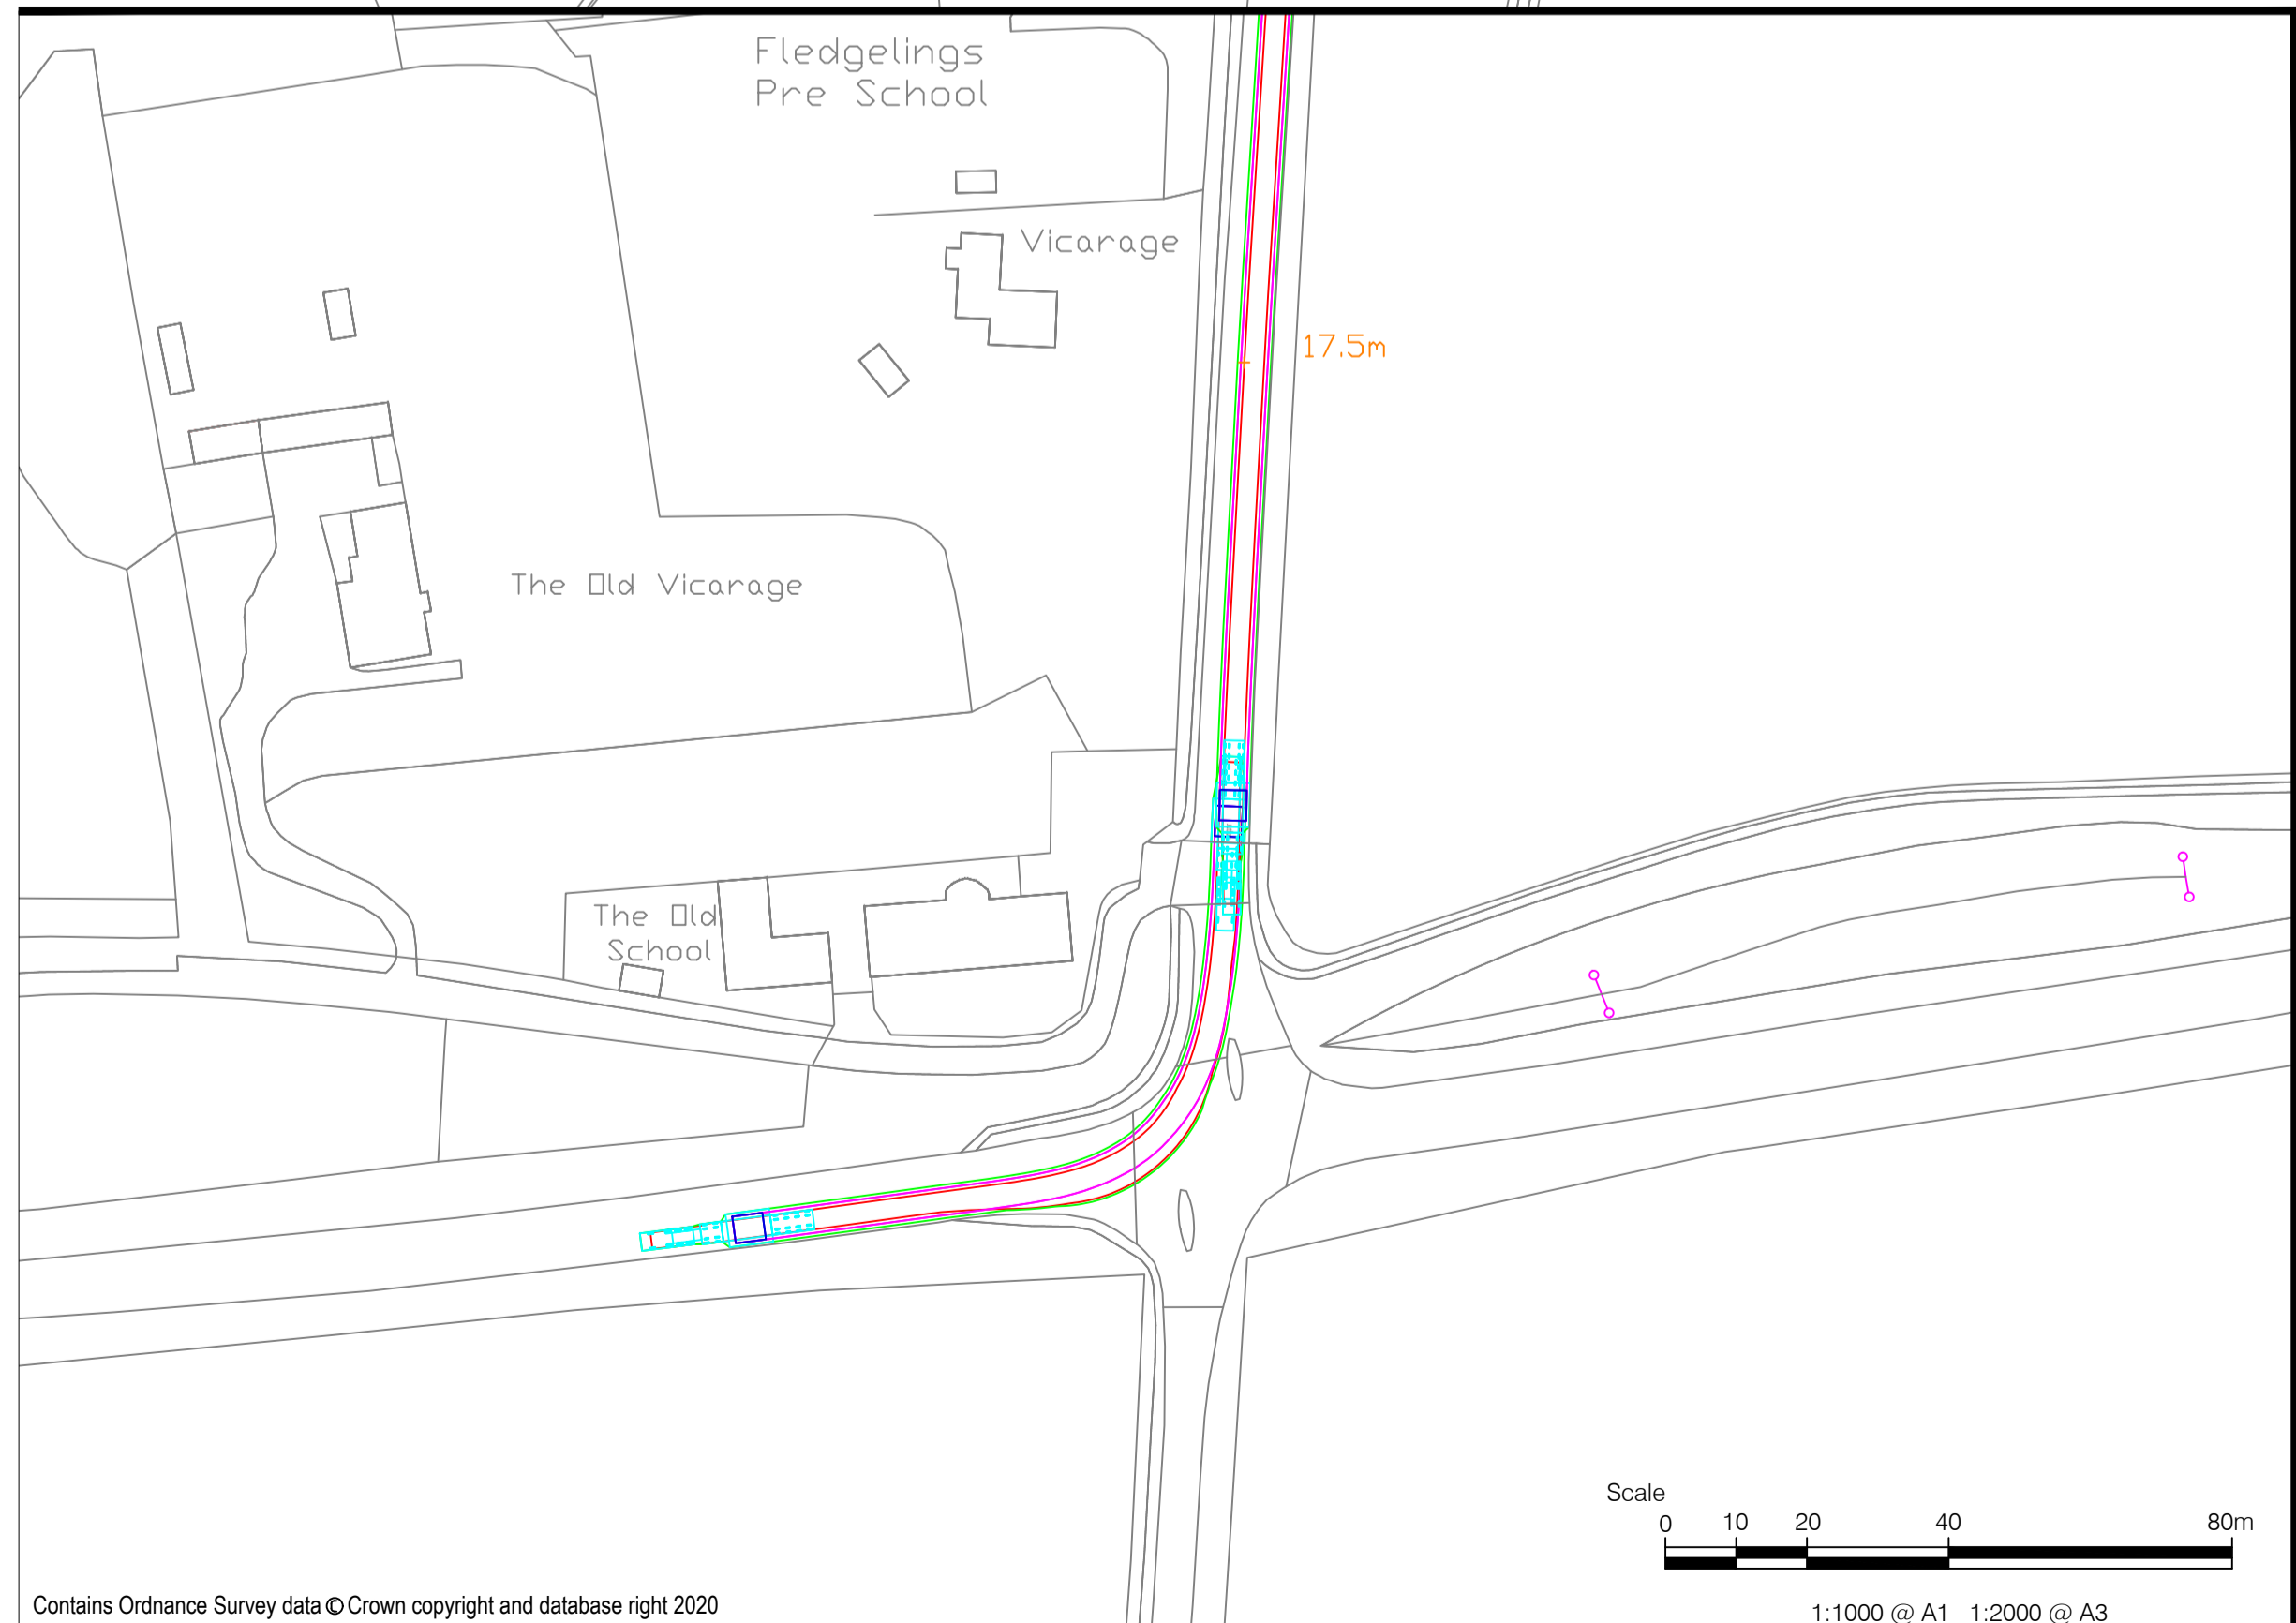 Fledgelings
Pre School
Vicarage
17.5m
The Old Vicarage
The Old
School
Scale
0 10 20 40 80m
Contains Ordnance Survey data © Crown copyright and database right 2020
1:1000 @ A1 1:2000 @ A3